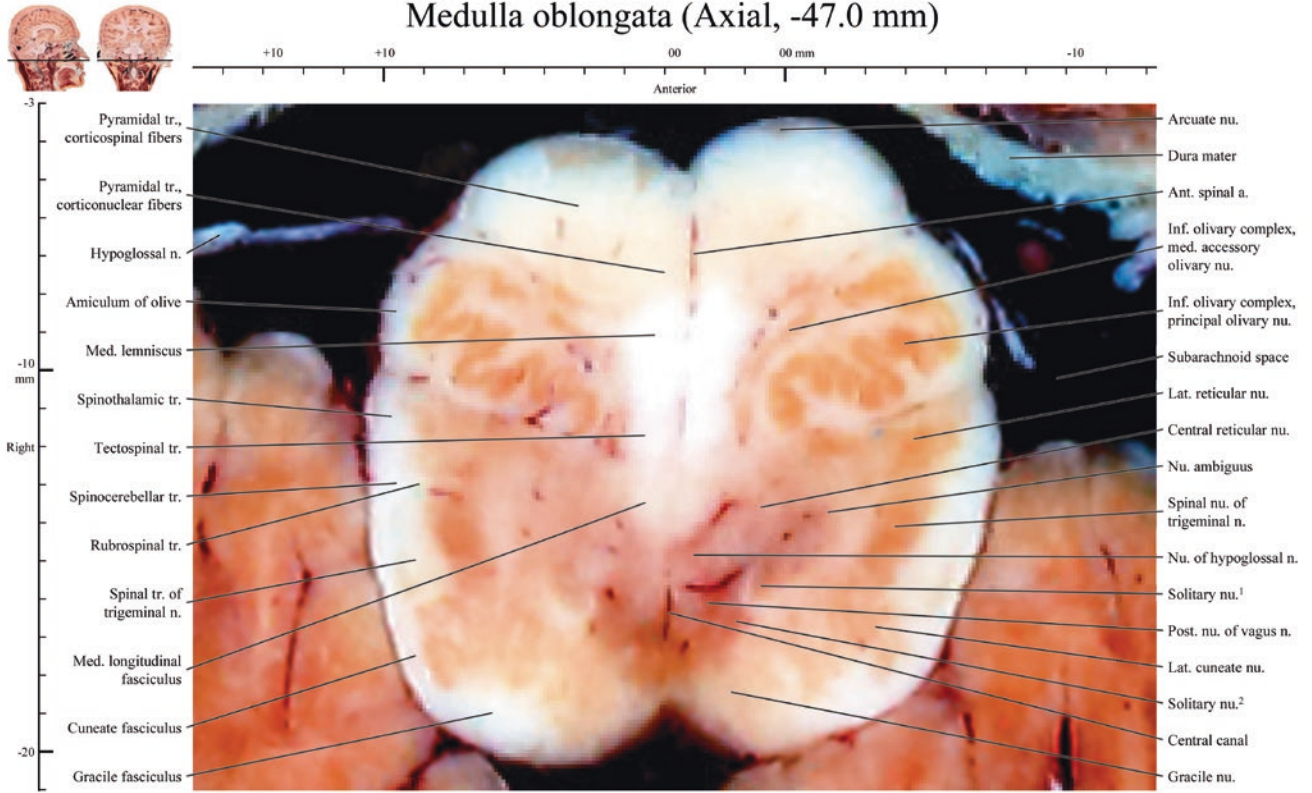 Medulla oblongata (Axial, -47.0 mm)
+10
+10
00
00 mm
-10
Anterior
-3
-10
mm
Right
-20
Pyramidal tr.,
corticospinal fibers
Pyramidal tr.,
corticonuclear fibers
Hypoglossal n.
Amiculum of olive
Med. lemniscus
Spinothalamic tr.
Tectospinal tr.
Spinocerebellar tr.
Rubrospinal tr.
Spinal tr. of
trigeminal n.
Med. longitudinal
fasciculus
Cuneate fasciculus
Gracile fasciculus
Arcuate nu.
Dura mater
Ant. spinal a.
Inf. olivary complex,
med. accessory
olivary nu.
Inf. olivary complex,
principal olivary nu.
Subarachnoid space
Lat. reticular nu.
Central reticular nu.
Nu. ambiguus
Spinal nu. of
trigeminal n.
Nu. of hypoglossal n.
Solitary nu.¹
Post. nu. of vagus n.
Lat. cuneate nu.
Solitary nu.²
Central canal
Gracile nu.